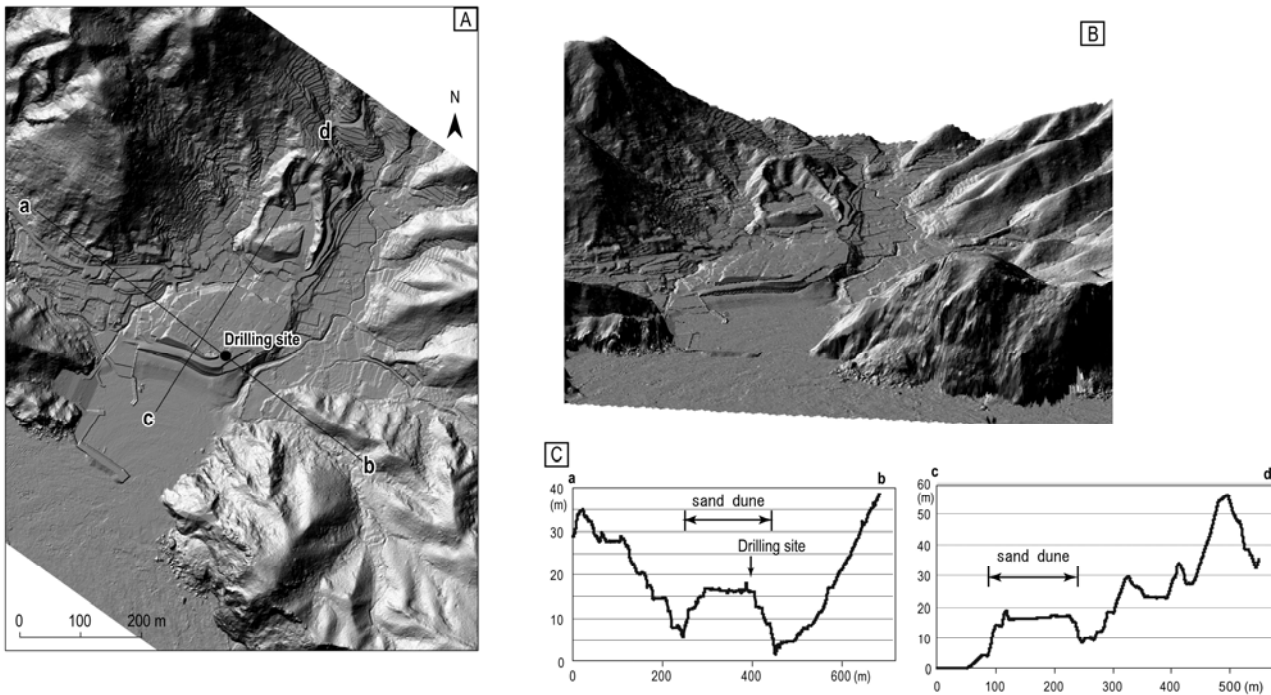 A
N
d
a
Drilling site
c
b
0 100 200 m
B
C
a b
40
(m)
30
20
10
0
sand dune
Drilling site
0 200 400 600 (m)
c d
60
(m)
50
40
30
20
10
0
sand dune
0 100 200 300 400 500 (m)